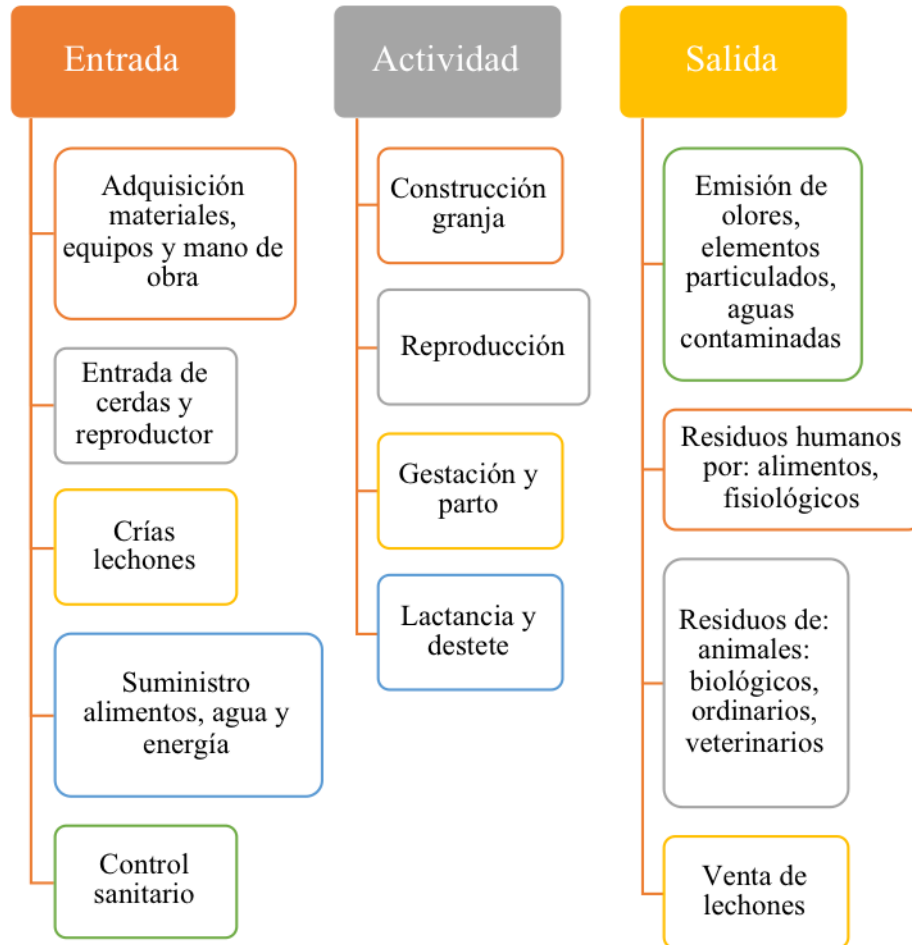 Entrada
Adquisición
materiales,
equipos y mano de
obra
Entrada de
cerdas y
reproductor
Crías
lechones
Suministro
alimentos, agua y
energía
Control
sanitario
Actividad
Construcción
granja
Reproducción
Gestación y
parto
Lactancia y
destete
Salida
Emisión de
olores,
elementos
particulados,
aguas
contaminadas
Residuos humanos
por: alimentos,
fisiológicos
Residuos de:
animales:
biológicos,
ordinarios,
veterinarios
Venta de
lechones